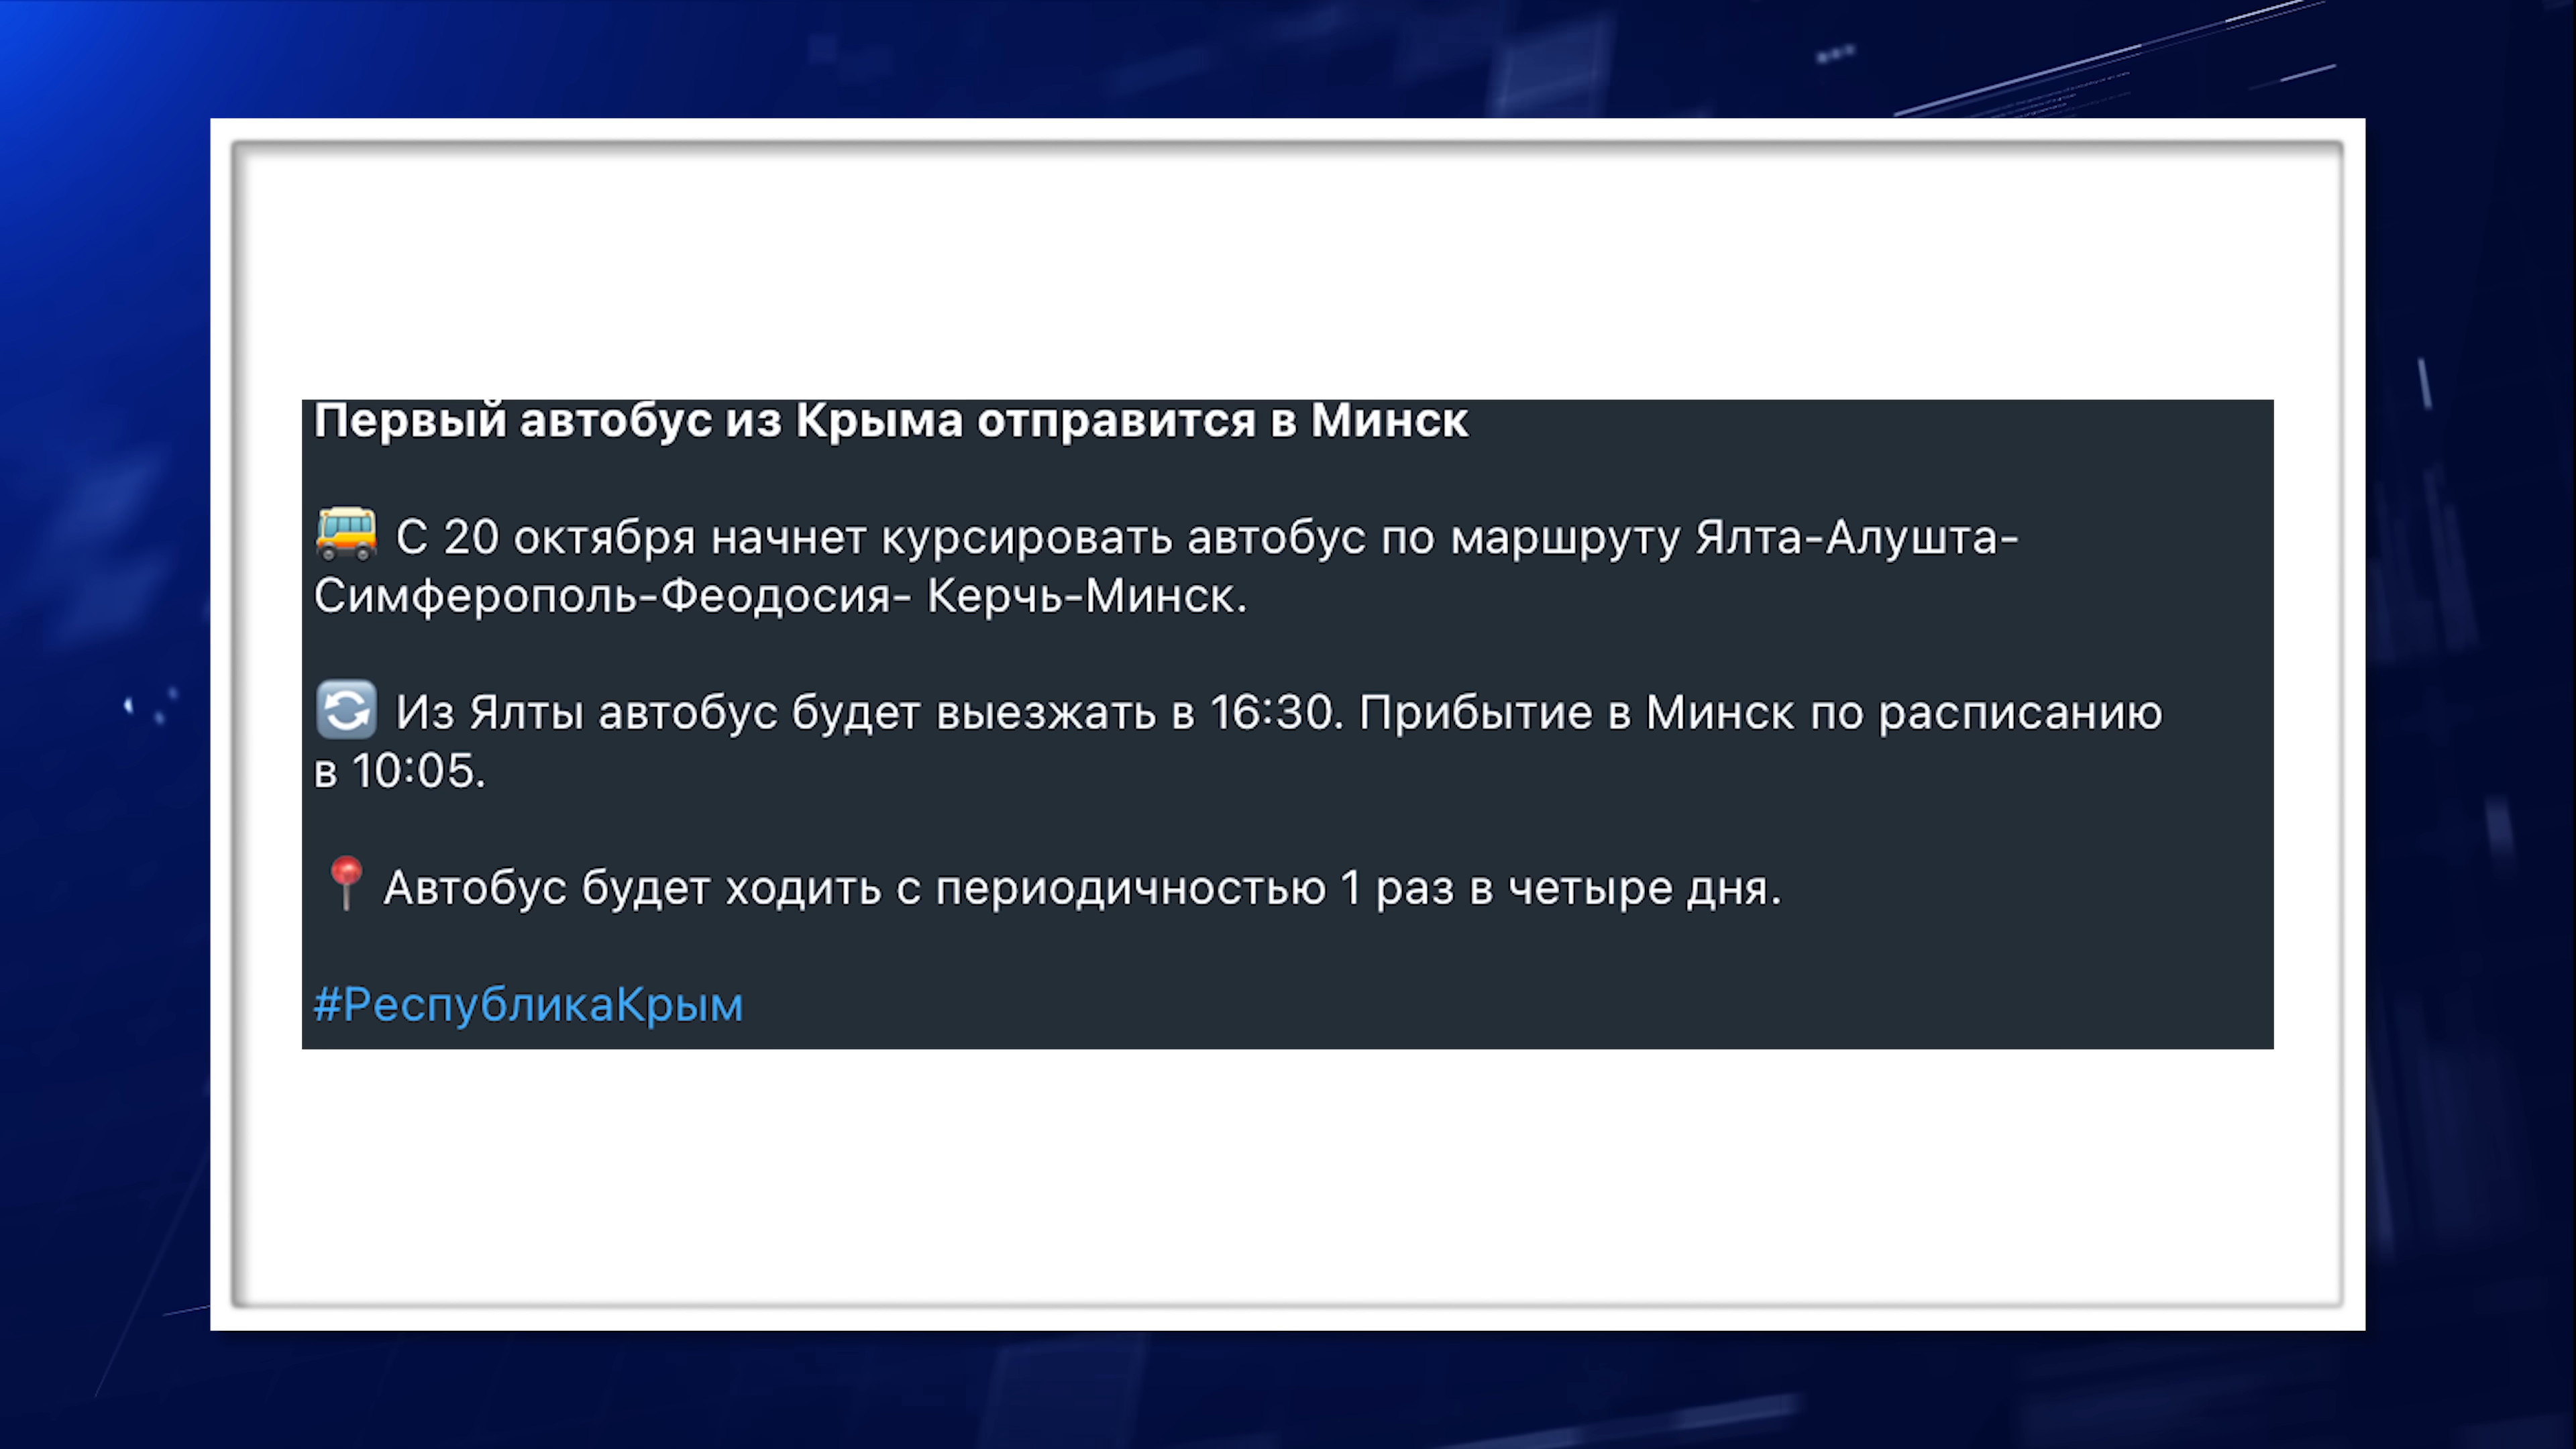 Первый автобус из Крыма отправится в Минск
🚌 С 20 октября начнет курсировать автобус по маршруту Ялта-Алушта-
Симферополь-Феодосия- Керчь-Минск.
🔄 Из Ялты автобус будет выезжать в 16:30. Прибытие в Минск по расписанию
в 10:05.
📍 Автобус будет ходить с периодичностью 1 раз в четыре дня.
#РеспубликаКрым